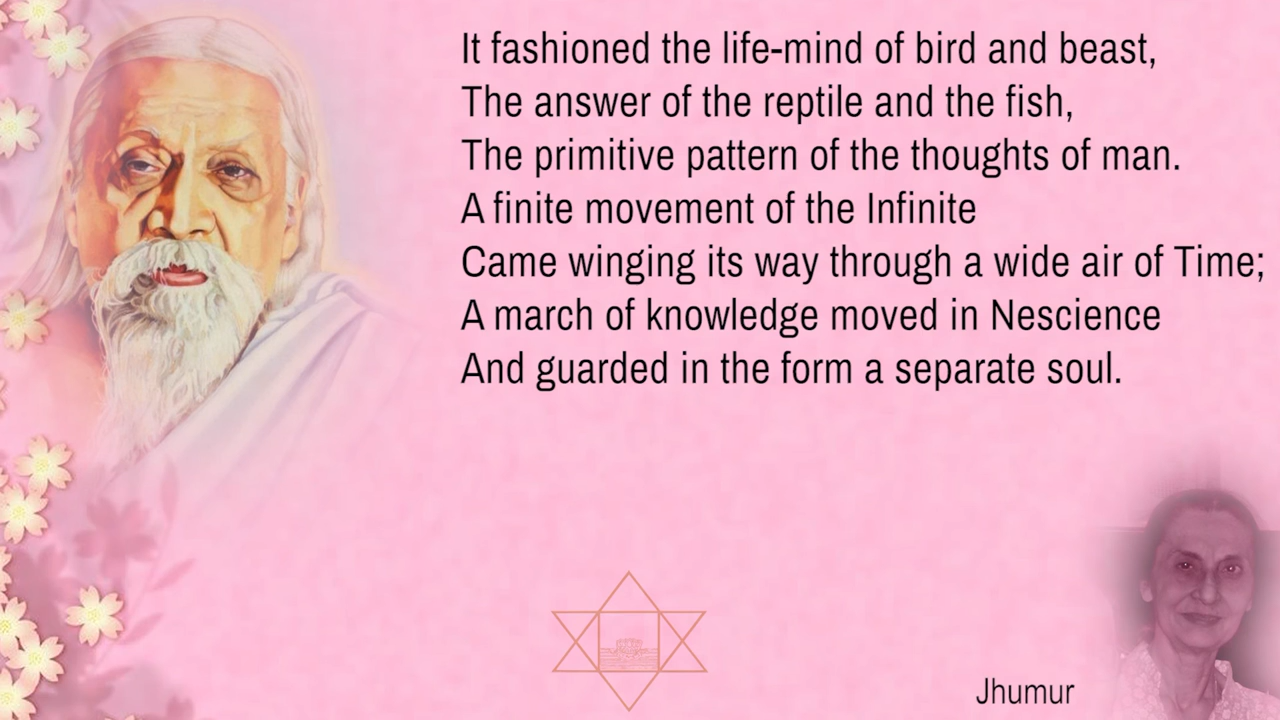 It fashioned the life-mind of bird and beast,
The answer of the reptile and the fish,
The primitive pattern of the thoughts of man.
A finite movement of the Infinite
Came winging its way through a wide air of Time;
A march of knowledge moved in Nescience
And guarded in the form a separate soul.
Jhumur